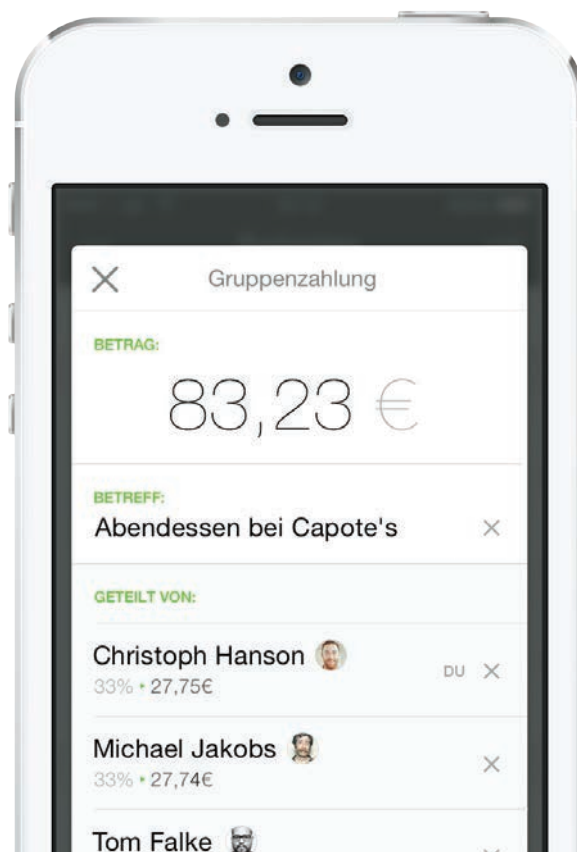 Gruppenzahlung
BETRAG:
83,23 €
BETREFF:
Abendessen bei Capote's
GETEILT VON:
Christoph Hanson
DU
33% • 27,75€
Michael Jakobs
33% • 27,74€
Tom Falke